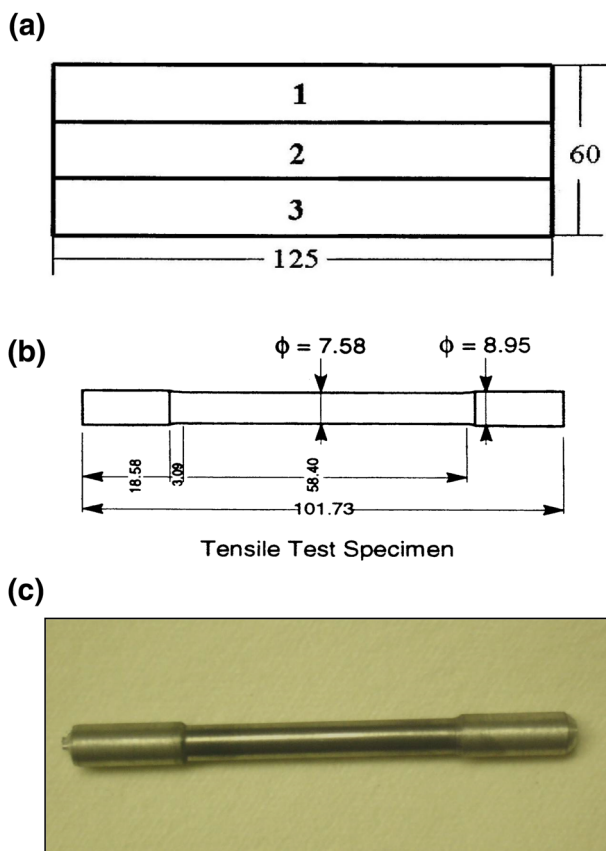 (a)
1
2
3
60
125
(b)
ϕ = 7.58
ϕ = 8.95
18.58
3.09
58.40
101.73
Tensile Test Specimen
(c)